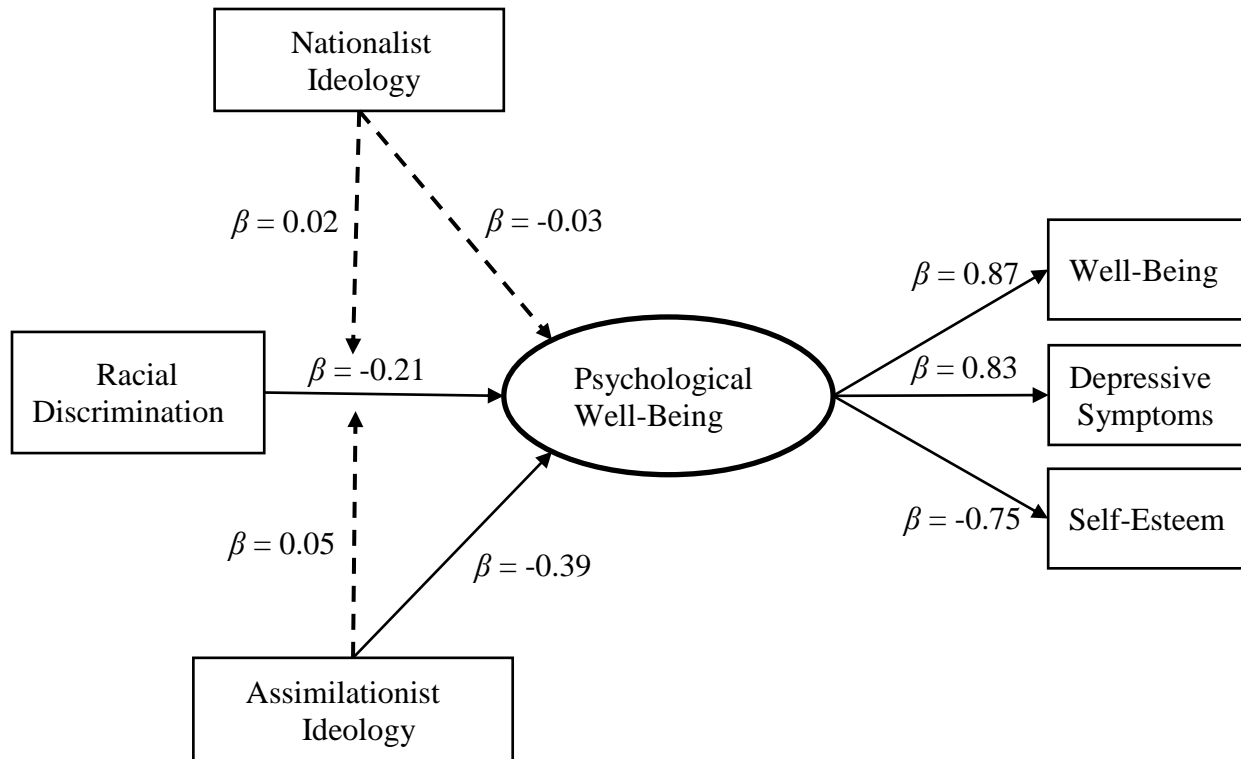 Nationalist
Ideology
β = 0.02
β = -0.03
Well-Being
β = 0.87
Racial
Discrimination
β = -0.21
Psychological
Well-Being
β = 0.83
Depressive
Symptoms
β = -0.75
Self-Esteem
β = 0.05
β = -0.39
Assimilationist
Ideology